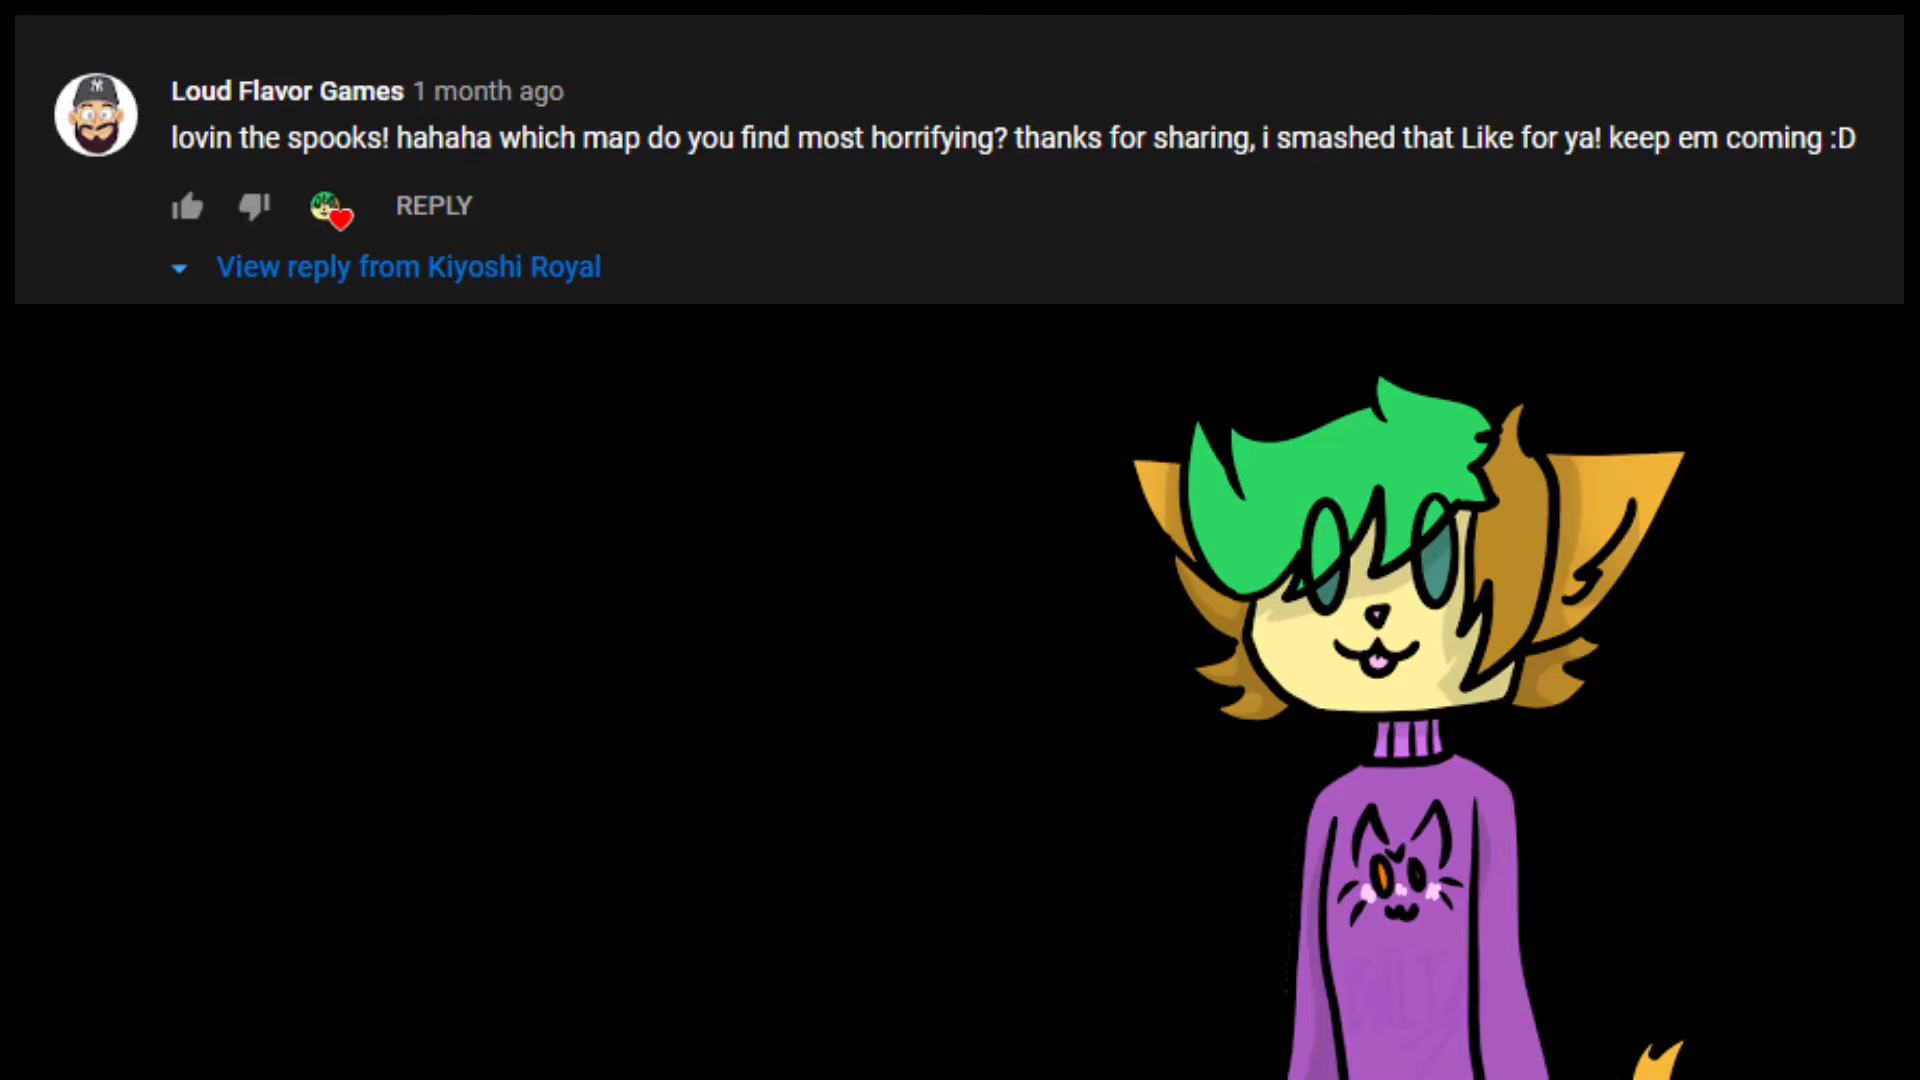 Loud Flavor Games 1 month ago
lovin the spooks! hahaha which map do you find most horrifying? thanks for sharing, i smashed that Like for ya! keep em coming :D
REPLY
View reply from Kiyoshi Royal